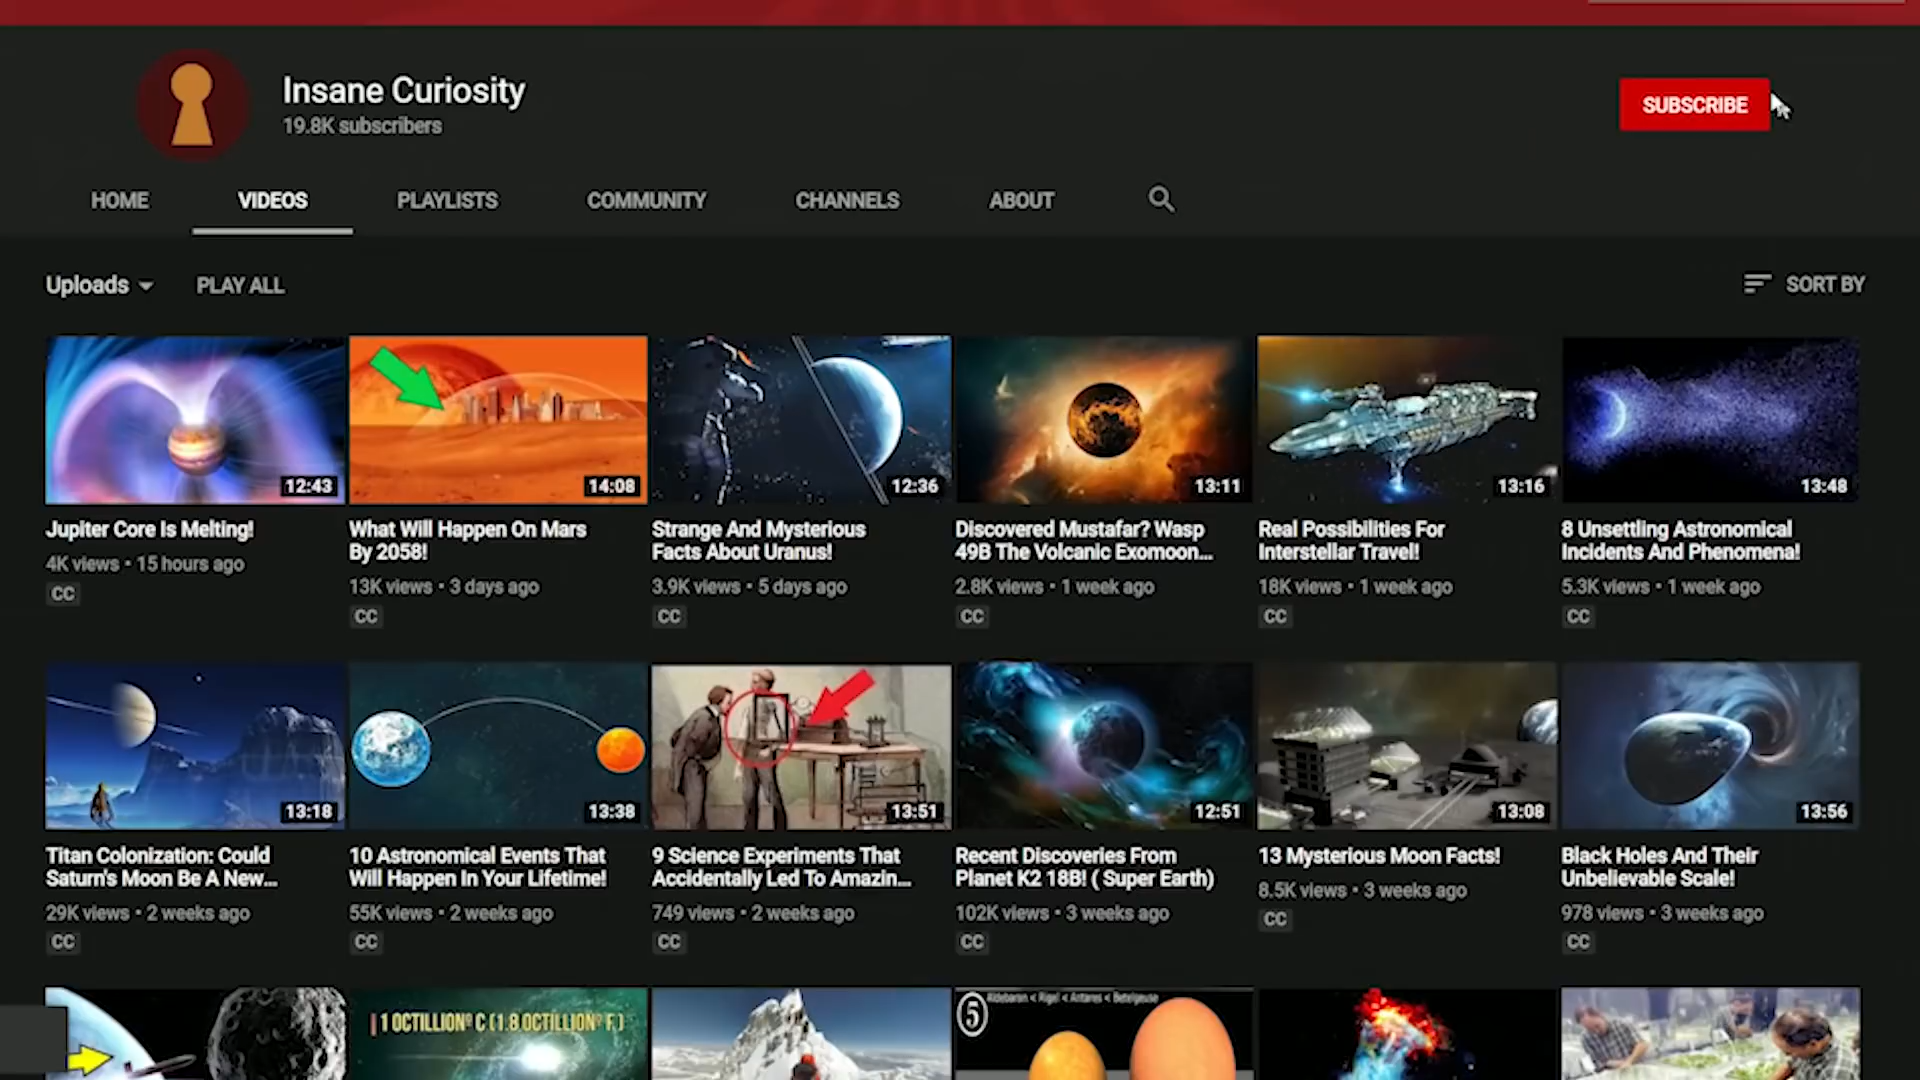 Insane Curiosity
19.8K subscribers
SUBSCRIBE
HOME
VIDEOS
PLAYLISTS
COMMUNITY
CHANNELS
ABOUT
Uploads
PLAY ALL
SORT BY
12:43
14:08
12:36
13:11
13:16
13:48
Jupiter Core Is Melting!
4K views • 15 hours ago
CC
What Will Happen On Mars
By 2058!
13K views • 3 days ago
CC
Strange And Mysterious
Facts About Uranus!
3.9K views • 5 days ago
CC
Discovered Mustafar? Wasp
49B The Volcanic Exomoon...
2.8K views • 1 week ago
CC
Real Possibilities For
Interstellar Travel!
18K views • 1 week ago
CC
8 Unsettling Astronomical
Incidents And Phenomena!
5.3K views • 1 week ago
CC
13:18
13:38
13:51
12:51
13:08
13:56
Titan Colonization: Could
Saturn's Moon Be A New...
29K views • 2 weeks ago
CC
10 Astronomical Events That
Will Happen In Your Lifetime!
55K views • 2 weeks ago
CC
9 Science Experiments That
Accidentally Led To Amazin...
749 views • 2 weeks ago
CC
Recent Discoveries From
Planet K2 18B! ( Super Earth)
102K views • 3 weeks ago
CC
13 Mysterious Moon Facts!
8.5K views • 3 weeks ago
CC
Black Holes And Their
Unbelievable Scale!
978 views • 3 weeks ago
CC
1 OCTILLIONº C (1.8 OCTILLIONº F)
5
Aldebaran < Rigel < Antares < Betelgeuse